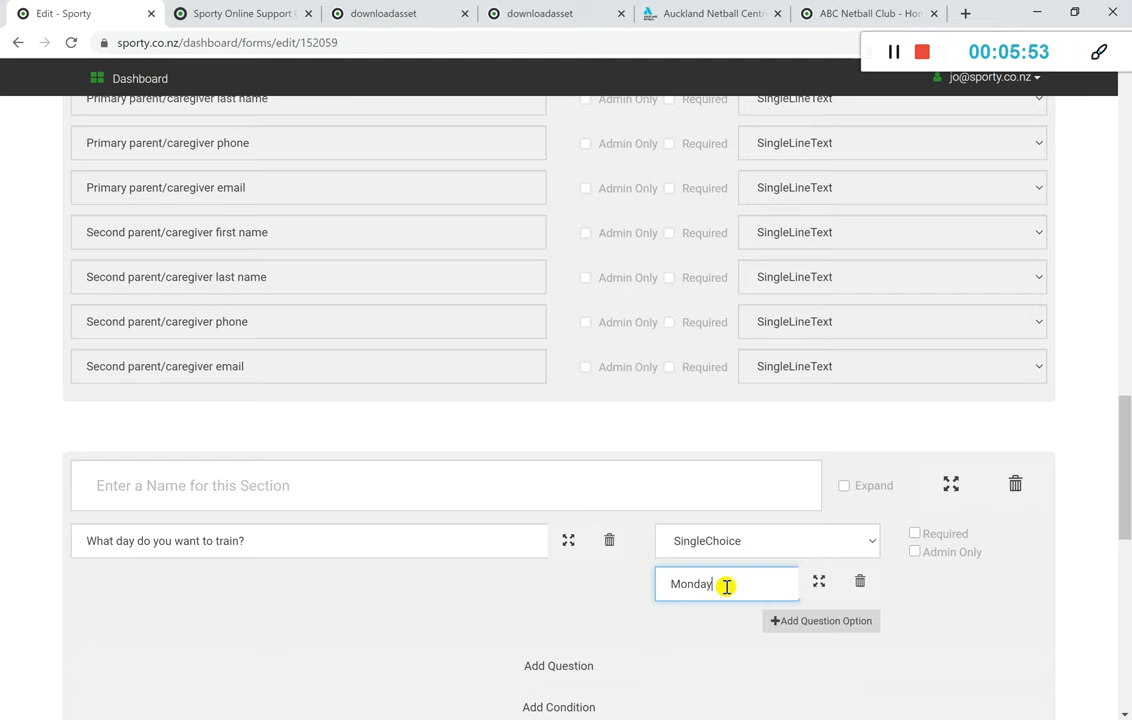 Edit - Sporty
Sporty Online Support
downloadasset
downloadasset
Auckland Netball Centr
ABC Netball Club - Hom
sporty.co.nz/dashboard/forms/edit/152059
00:05:53
Dashboard
jo@sporty.co.nz
Primary parent/caregiver last name Admin Only Required SingleLineText
Primary parent/caregiver phone Admin Only Required SingleLineText
Primary parent/caregiver email Admin Only Required SingleLineText
Second parent/caregiver first name Admin Only Required SingleLineText
Second parent/caregiver last name Admin Only Required SingleLineText
Second parent/caregiver phone Admin Only Required SingleLineText
Second parent/caregiver email Admin Only Required SingleLineText
Enter a Name for this Section Expand
What day do you want to train? SingleChoice Required
Admin Only
Monday
+Add Question Option
Add Question
Add Condition